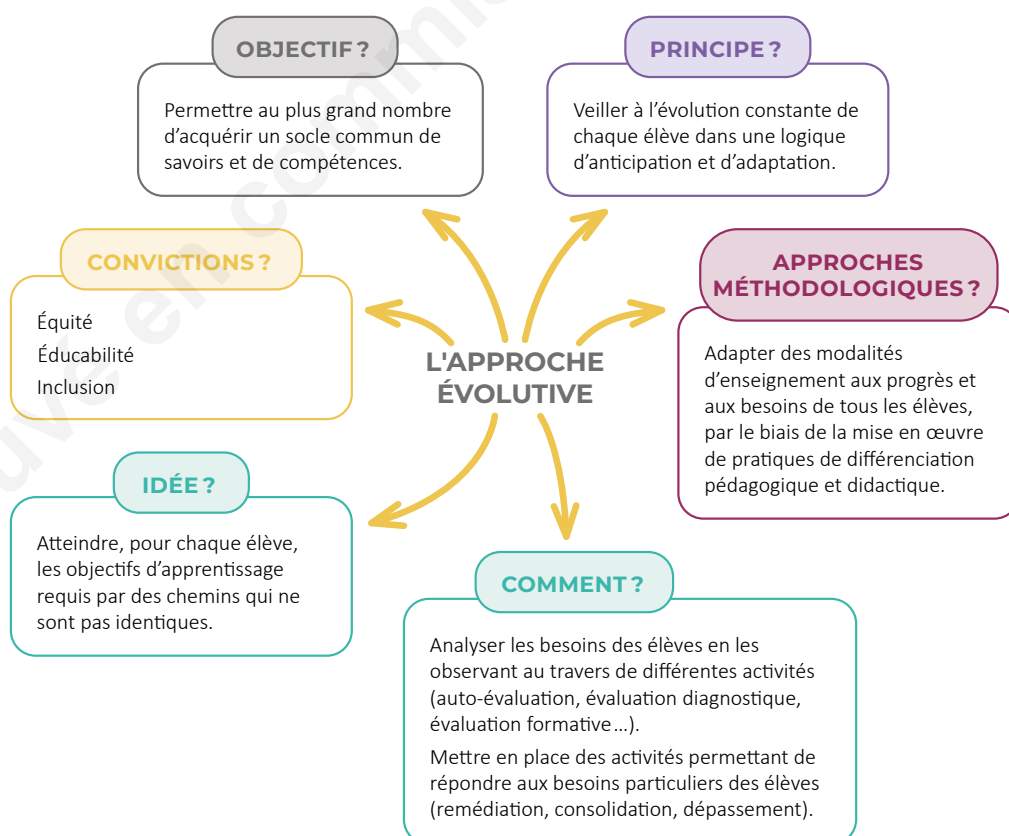 OBJECTIF ?
Permettre au plus grand nombre
d'acquérir un socle commun de
savoirs et de compétences.
PRINCIPE ?
Veiller à l'évolution constante de
chaque élève dans une logique
d'anticipation et d'adaptation.
CONVICTIONS ?
Équité
Éducabilité
Inclusion
APPROCHES
MÉTHODOLOGIQUES ?
Adapter des modalités
d'enseignement aux progrès et
aux besoins de tous les élèves,
par le biais de la mise en œuvre
de pratiques de différenciation
pédagogique et didactique.
L'APPROCHE
ÉVOLUTIVE
IDÉE ?
Atteindre, pour chaque élève,
les objectifs d'apprentissage
requis par des chemins qui ne
sont pas identiques.
COMMENT ?
Analyser les besoins des élèves en les
observant au travers de différentes activités
(auto-évaluation, évaluation diagnostique,
évaluation formative…).
Mettre en place des activités permettant de
répondre aux besoins particuliers des élèves
(remédiation, consolidation, dépassement).